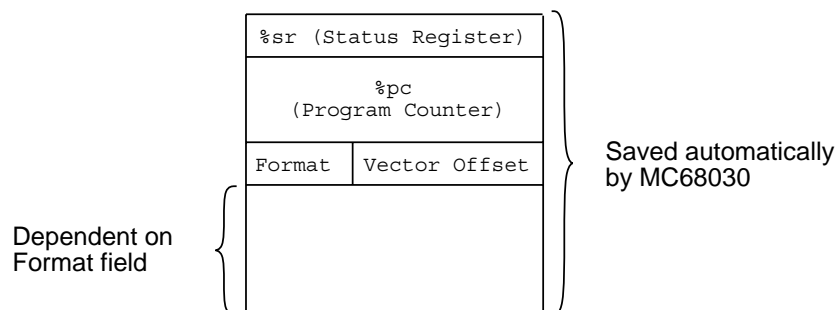 %sr (Status Register)
%pc
(Program Counter)
Format
Vector Offset
Saved automatically
by MC68030
Dependent on
Format field